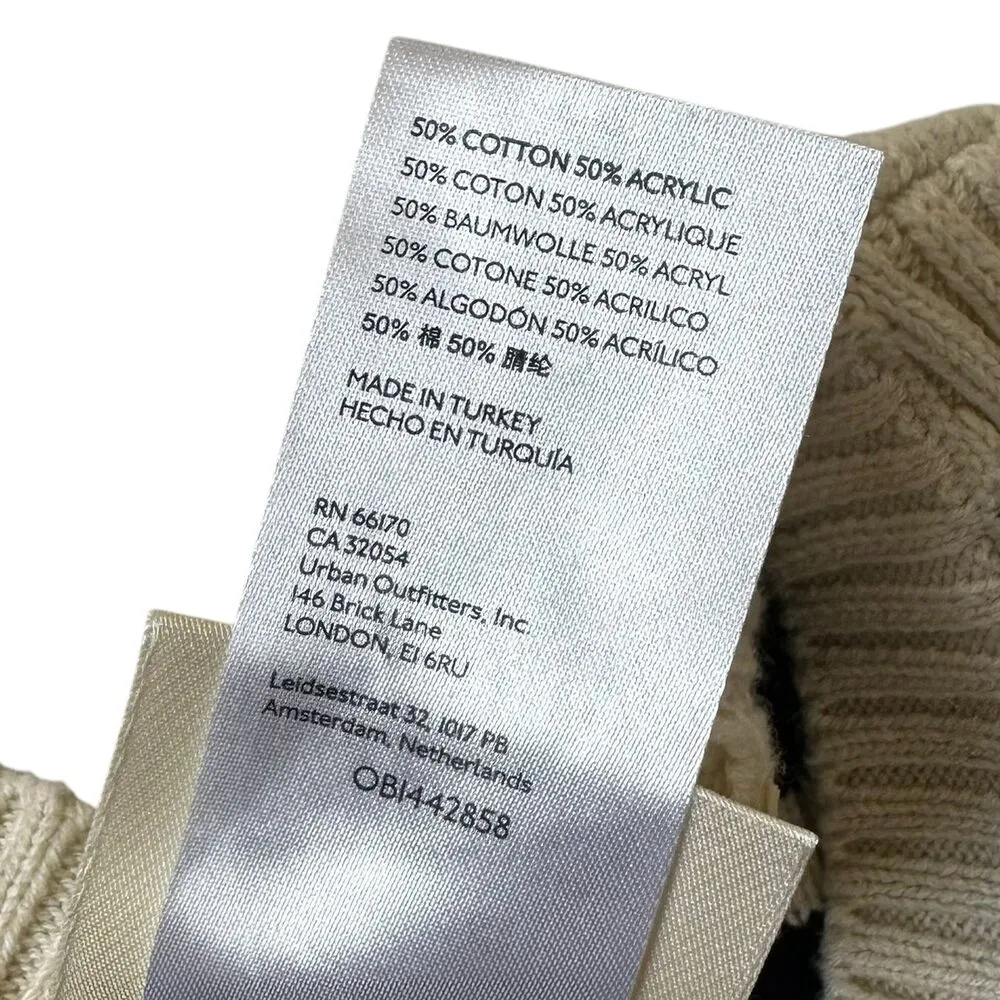 50% COTTON 50% ACRYLIC
50% COTON 50% ACRYLIQUE
50% BAUMWOLLE 50% ACRYL
50% COTONE 50% ACRILICO
50% ALGODÓN 50% ACRÍLICO
50% 棉 50% 腈纶
MADE IN TURKEY
HECHO EN TURQUÍA
RN 66170
CA 32054
Urban Outfitters, Inc.
146 Brick Lane
LONDON, E1 6RU
Leidsestraat 32, 1017 PB
Amsterdam, Netherlands
OB1442858